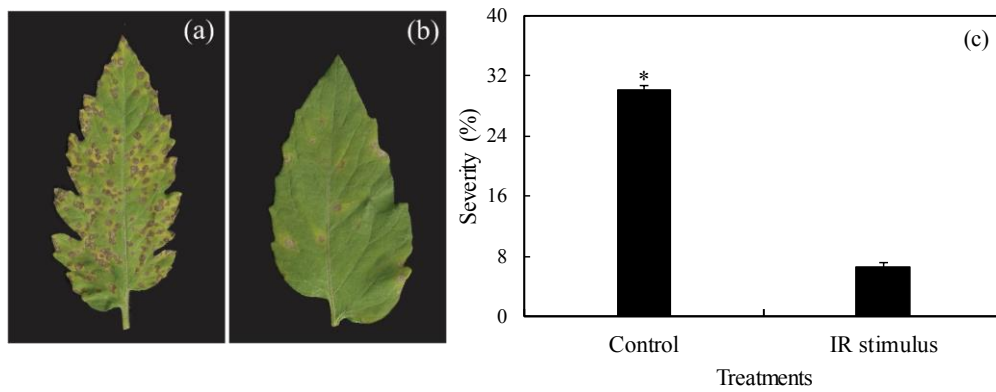 (a)
(b)
(c)
Severity (%)
40
32
24
16
8
0
*
Control
IR stimulus
Treatments